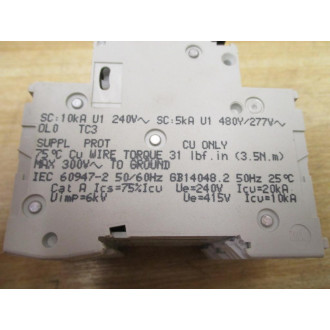 SC:10kA U1 240V~ SC:5kA U1 480Y/277V~
OL0 TC3
SUPPL PROT CU ONLY
75°C Cu WIRE TORQUE 31 lbf.in (3.5N.m)
MAX 300V~ TO GROUND
IEC 60947-2 50/60Hz GB14048.2 50Hz 25°C
Cat A Ics=75%Icu Ue=240V Icu=20kA
Uimp=6kV Ue=415V Icu=10kA